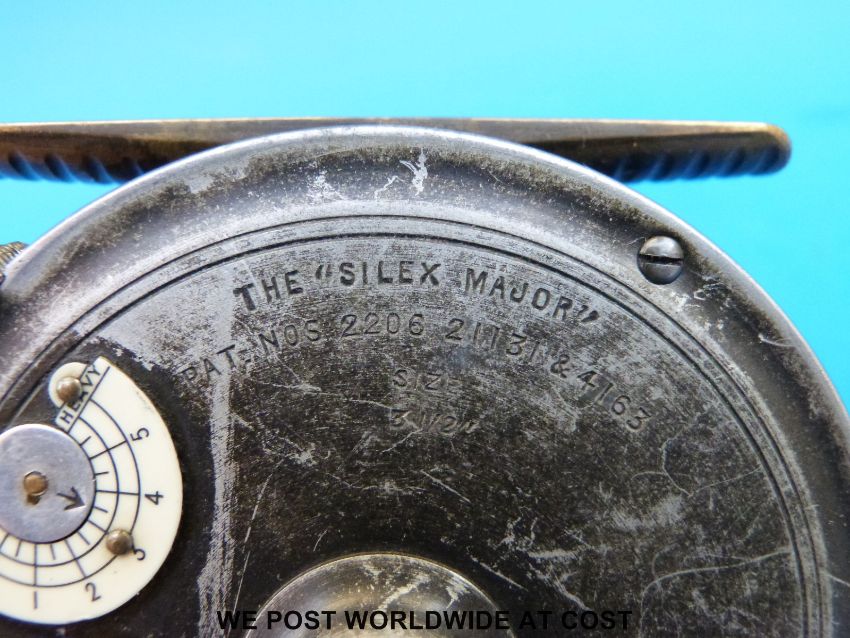 THE "SILEX MAJOR"
PAT. NOS 2206 21131 & 4163
SIZE
3 1/2"
HEAVY
5
4
3
2
1
WE POST WORLDWIDE AT COST